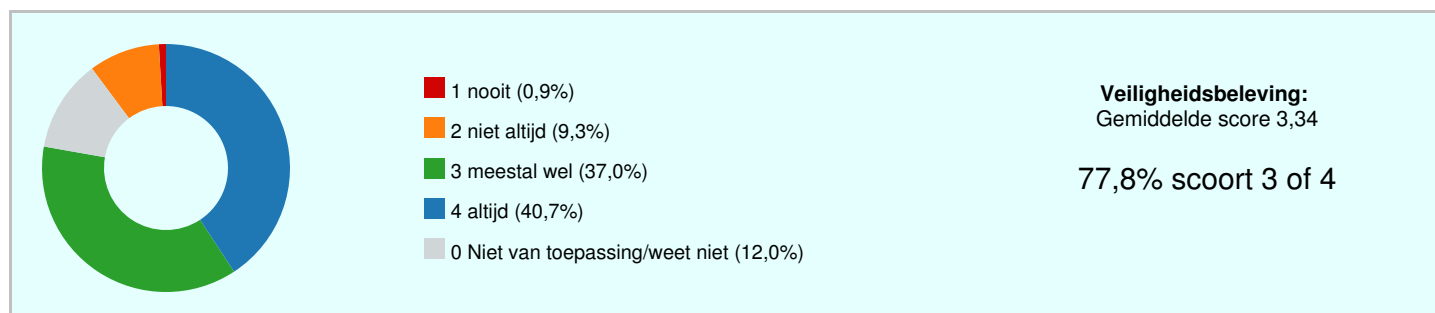 1 nooit (0,9%)
2 niet altijd (9,3%)
3 meestal wel (37,0%)
4 altijd (40,7%)
0 Niet van toepassing/weet niet (12,0%)
Veiligheidsbeleving:
Gemiddelde score 3,34
77,8% scoort 3 of 4